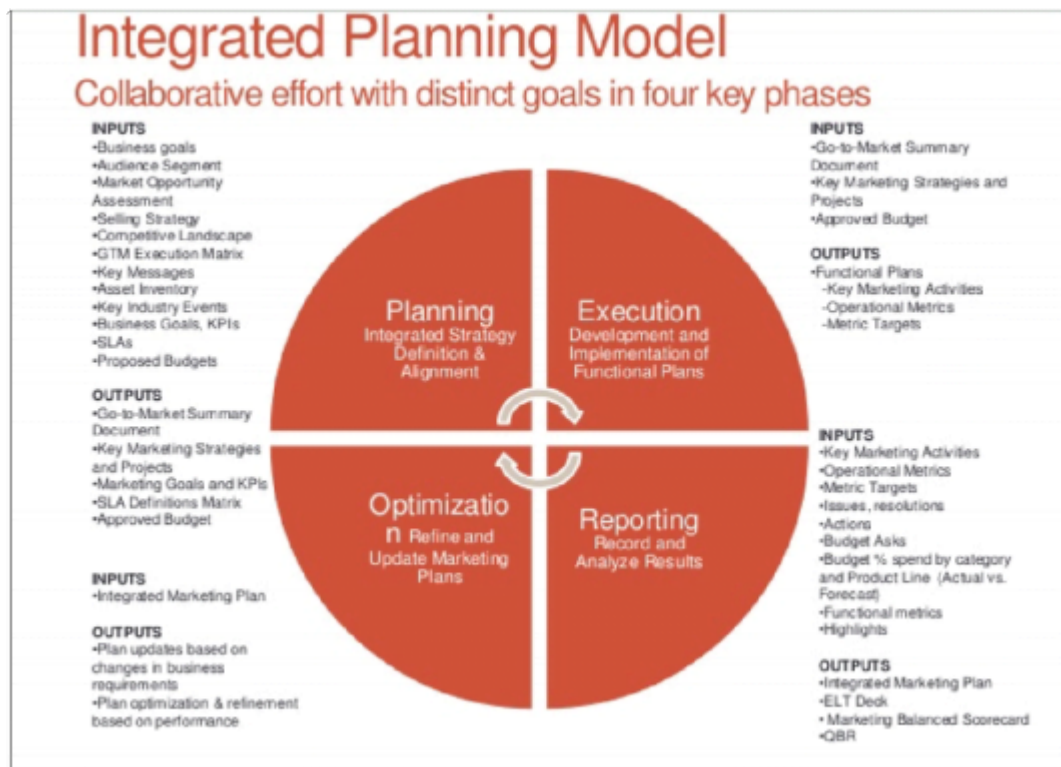 Integrated Planning Model
Collaborative effort with distinct goals in four key phases
INPUTS
•Business goals
•Audience Segment
•Market Opportunity
Assessment
•Selling Strategy
•Competitive Landscape
•GTM Execution Matrix
•Key Messages
•Asset Inventory
•Key Industry Events
•Business Goals, KPIs
•SLAs
•Proposed Budgets
OUTPUTS
•Go-to-Market Summary
Document
•Key Marketing Strategies
and Projects
•Marketing Goals and KPIs
•SLA Definitions Matrix
•Approved Budget
Planning
Integrated Strategy
Definition &
Alignment
Execution
Development and
Implementation of
Functional Plans
INPUTS
•Go-to-Market Summary
Document
•Key Marketing Strategies and
Projects
•Approved Budget
OUTPUTS
•Functional Plans
-Key Marketing Activities
-Operational Metrics
-Metric Targets
INPUTS
•Integrated Marketing Plan
OUTPUTS
•Plan updates based on
changes in business
requirements
•Plan optimization & refinement
based on performance
Optimizatio
n Refine and
Update Marketing
Plans
Reporting
Record and
Analyze Results
INPUTS
•Key Marketing Activities
•Operational Metrics
•Metric Targets
•Issues, resolutions
•Actions
•Budget Asks
•Budget % spend by category
and Product Line (Actual vs.
Forecast)
•Functional metrics
•Highlights
OUTPUTS
•Integrated Marketing Plan
•ELT Deck
• Marketing Balanced Scorecard
•QBR